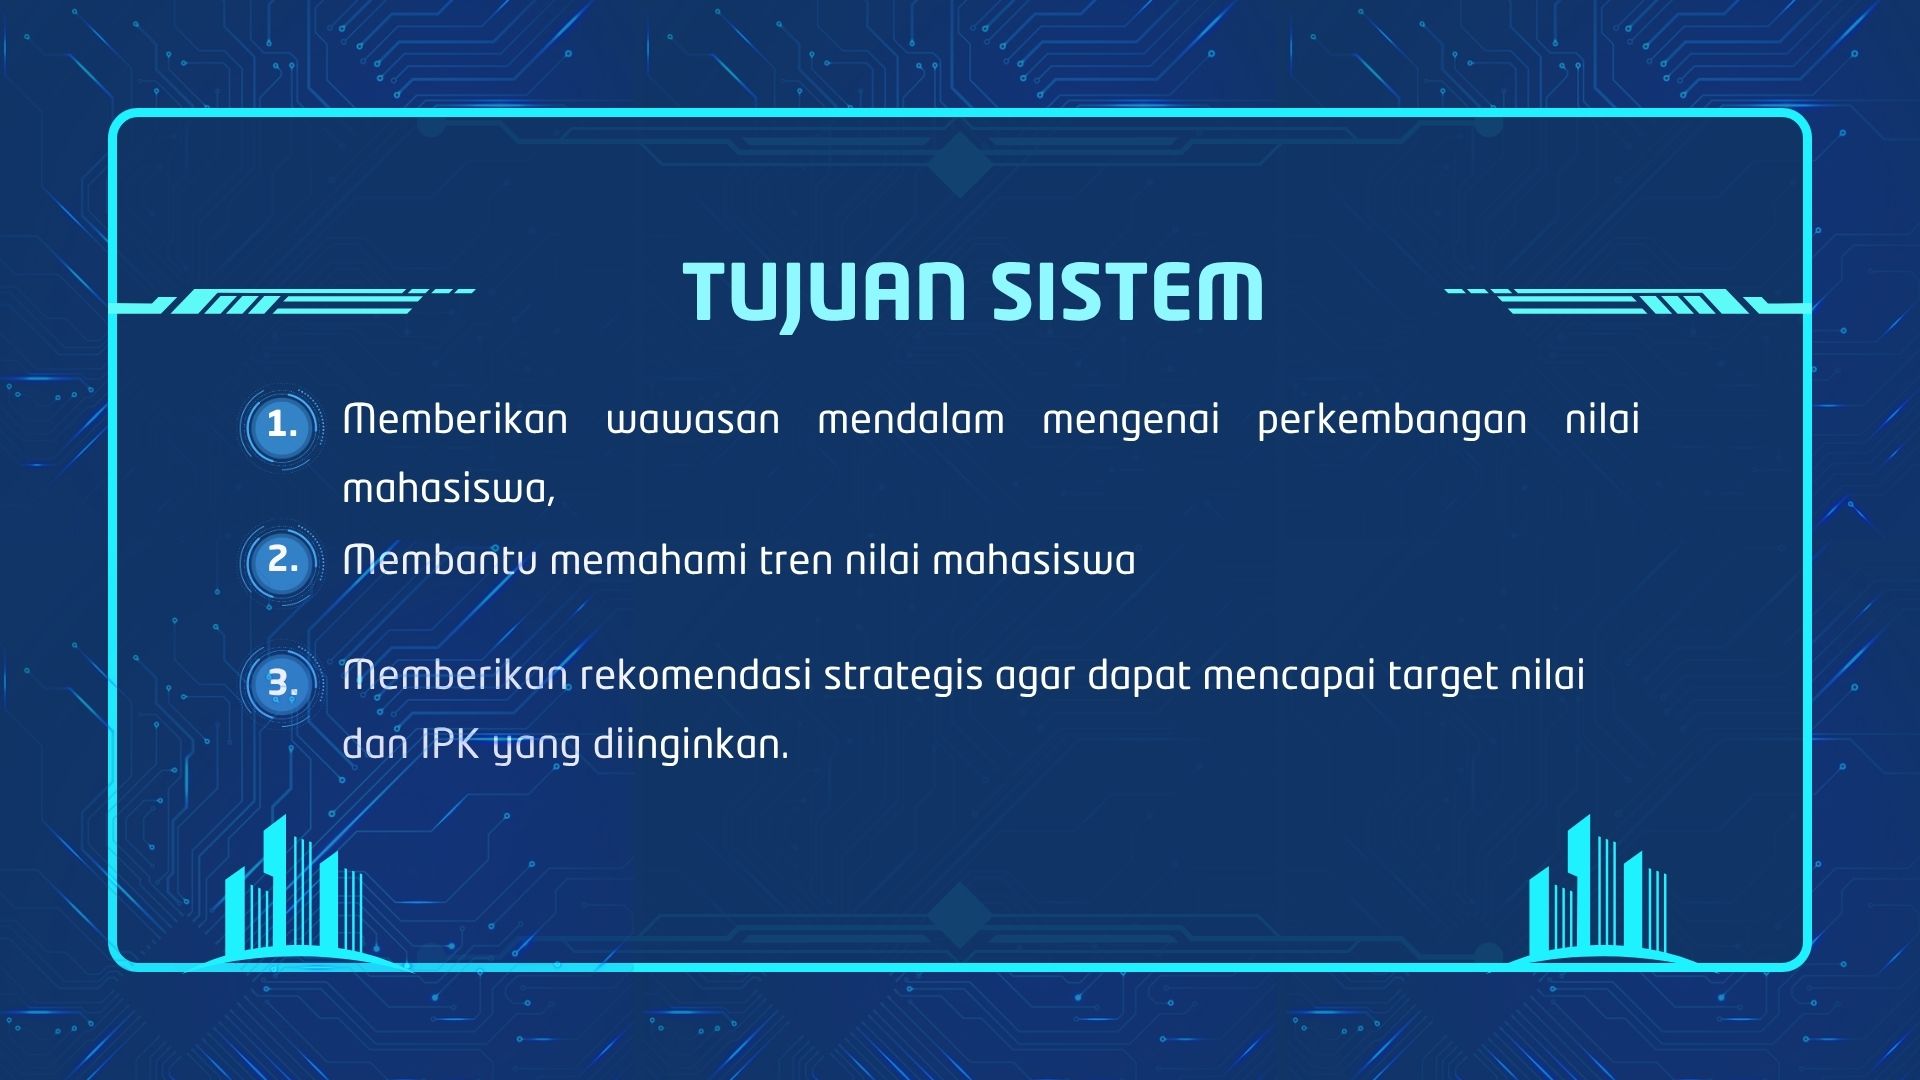 TUJUAN SISTEM
1. Memberikan wawasan mendalam mengenai perkembangan nilai
mahasiswa,
2. Membantu memahami tren nilai mahasiswa
3. Memberikan rekomendasi strategis agar dapat mencapai target nilai
dan IPK yang diinginkan.